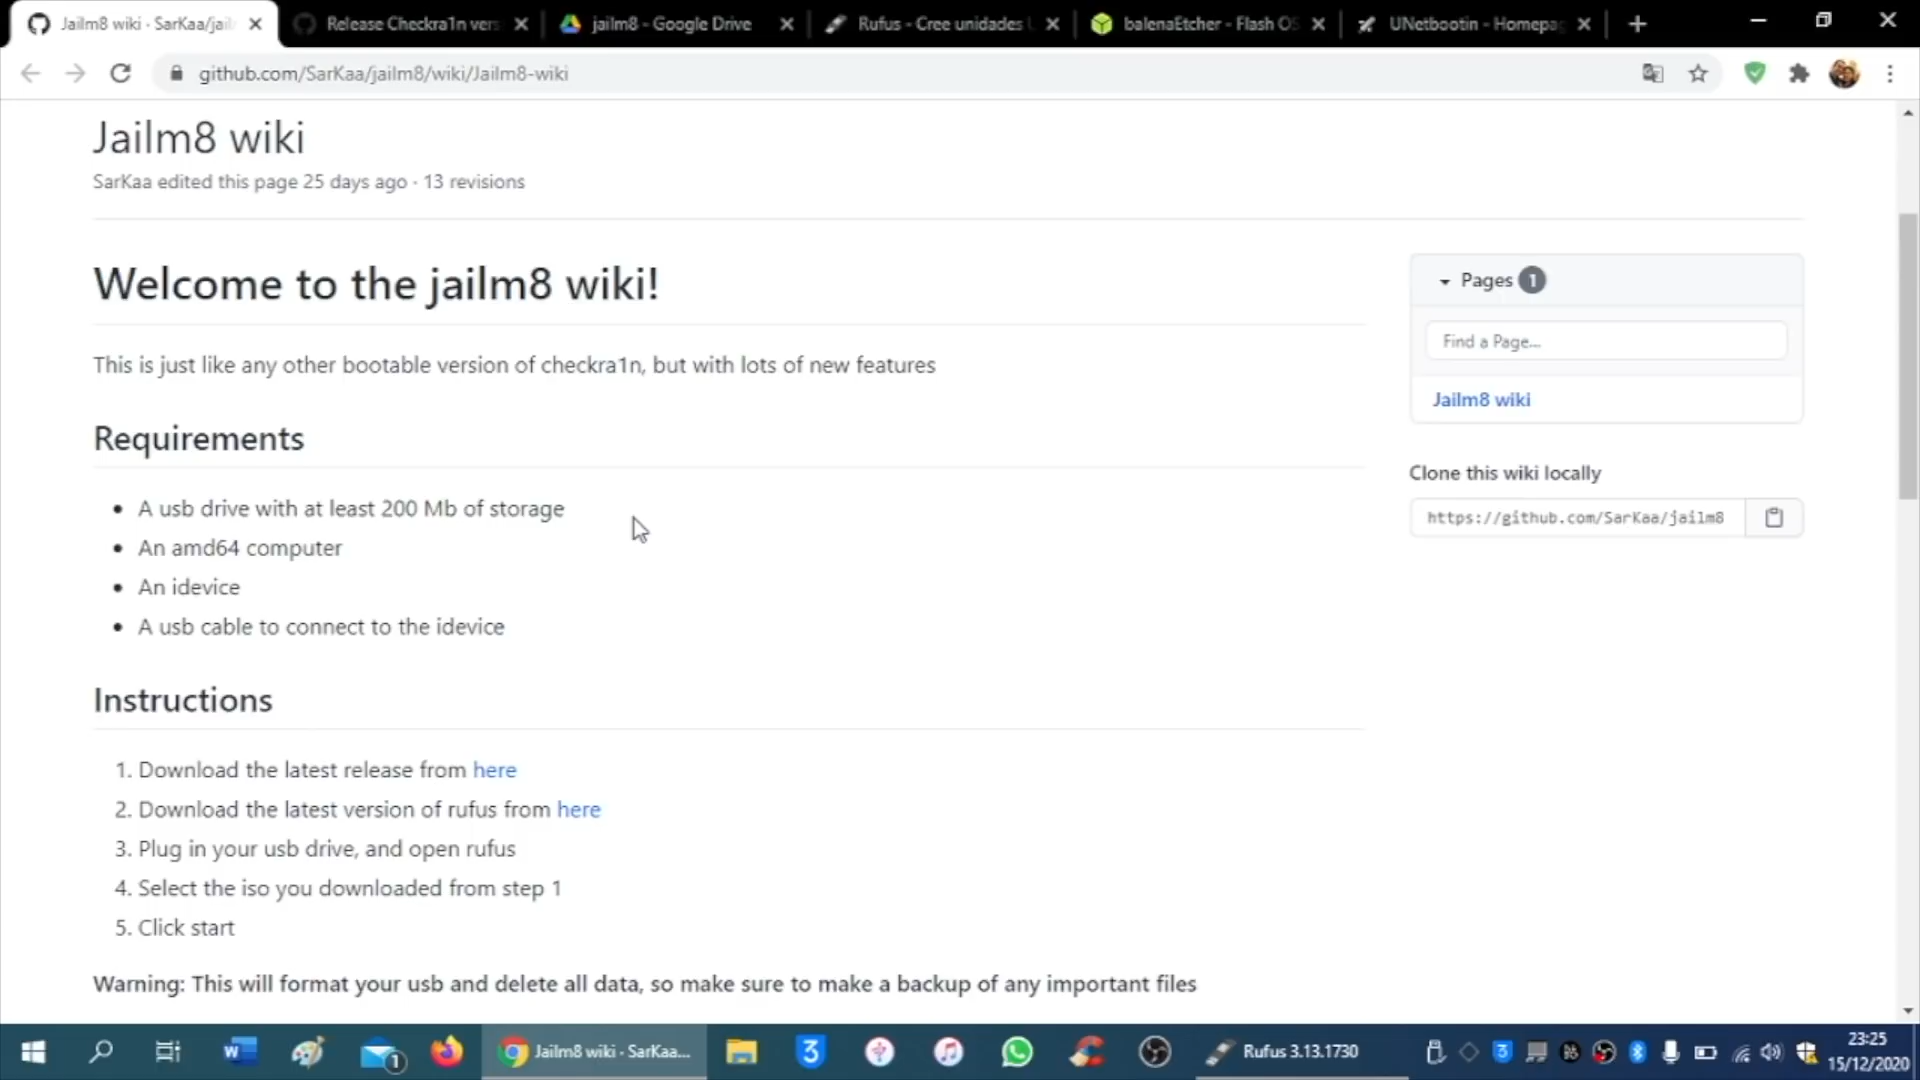 Jailm8 wiki · SarKaa/jail
Release Checkra1n vers
jailm8 - Google Drive
Rufus - Cree unidades U
balenaEtcher - Flash OS
UNetbootin - Homepag
github.com/SarKaa/jailm8/wiki/Jailm8-wiki
Jailm8 wiki
SarKaa edited this page 25 days ago · 13 revisions
Welcome to the jailm8 wiki!
This is just like any other bootable version of checkra1n, but with lots of new features
Requirements
• A usb drive with at least 200 Mb of storage
• An amd64 computer
• An idevice
• A usb cable to connect to the idevice
Instructions
1. Download the latest release from here
2. Download the latest version of rufus from here
3. Plug in your usb drive, and open rufus
4. Select the iso you downloaded from step 1
5. Click start
Warning: This will format your usb and delete all data, so make sure to make a backup of any important files
Pages 1
Find a Page...
Jailm8 wiki
Clone this wiki locally
https://github.com/SarKaa/jailm8
1
Jailm8 wiki · SarKaa...
3
Rufus 3.13.1730
3
23:25
15/12/2020